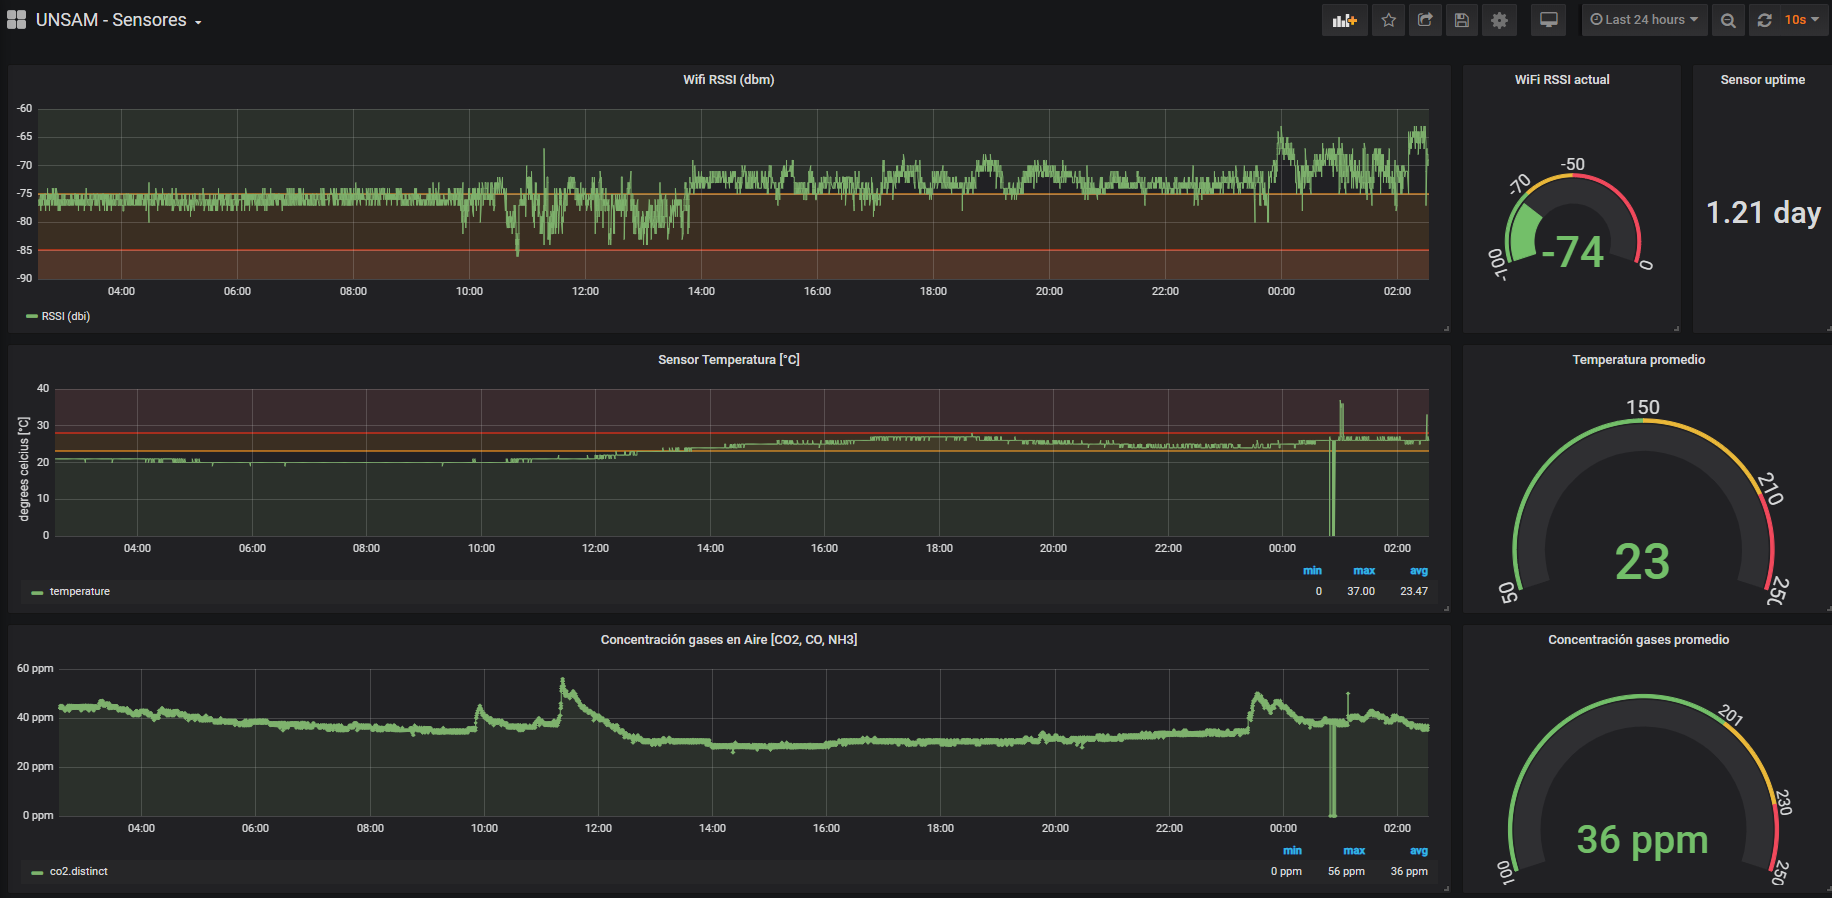 UNSAM - Sensores
Last 24 hours
10s
Wifi RSSI (dbm)
-60
-65
-70
-75
-80
-85
-90
04:00 06:00 08:00 10:00 12:00 14:00 16:00 18:00 20:00 22:00 00:00 02:00
RSSI (dbi)
WiFi RSSI actual
-50
-70
-100
0
-74
Sensor uptime
1.21 day
Sensor Temperatura [°C]
degrees celcius [°C]
40
30
20
10
0
04:00 06:00 08:00 10:00 12:00 14:00 16:00 18:00 20:00 22:00 00:00 02:00
min max avg
temperature 0 37.00 23.47
Temperatura promedio
150
210
50
250
23
Concentración gases en Aire [CO2, CO, NH3]
60 ppm
40 ppm
20 ppm
0 ppm
04:00 06:00 08:00 10:00 12:00 14:00 16:00 18:00 20:00 22:00 00:00 02:00
min max avg
co2.distinct 0 ppm 56 ppm 36 ppm
Concentración gases promedio
201
230
100
250
36 ppm